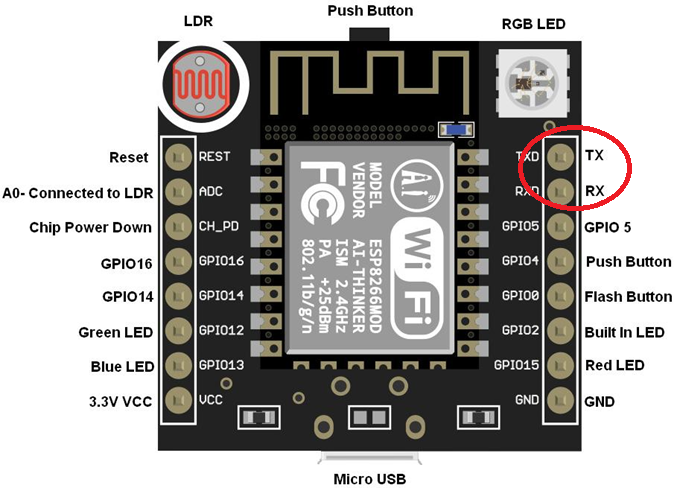 Push Button
LDR
RGB LED
Reset
REST
TXD
TX
A0- Connected to LDR
ADC
RXD
RX
Chip Power Down
CH_PD
GPIO5
GPIO 5
GPIO16
GPIO16
GPIO4
Push Button
GPIO14
GPIO14
GPIO0
Flash Button
Green LED
GPIO12
GPIO2
Built In LED
Blue LED
GPIO13
GPIO15
Red LED
3.3V VCC
VCC
GND
GND
MODEL
VENDOR
ESP8266MOD
AI-THINKER
ISM 2.4GHz
PA +25dBm
802.11b/g/n
FC
A.i
Wi Fi
Micro USB